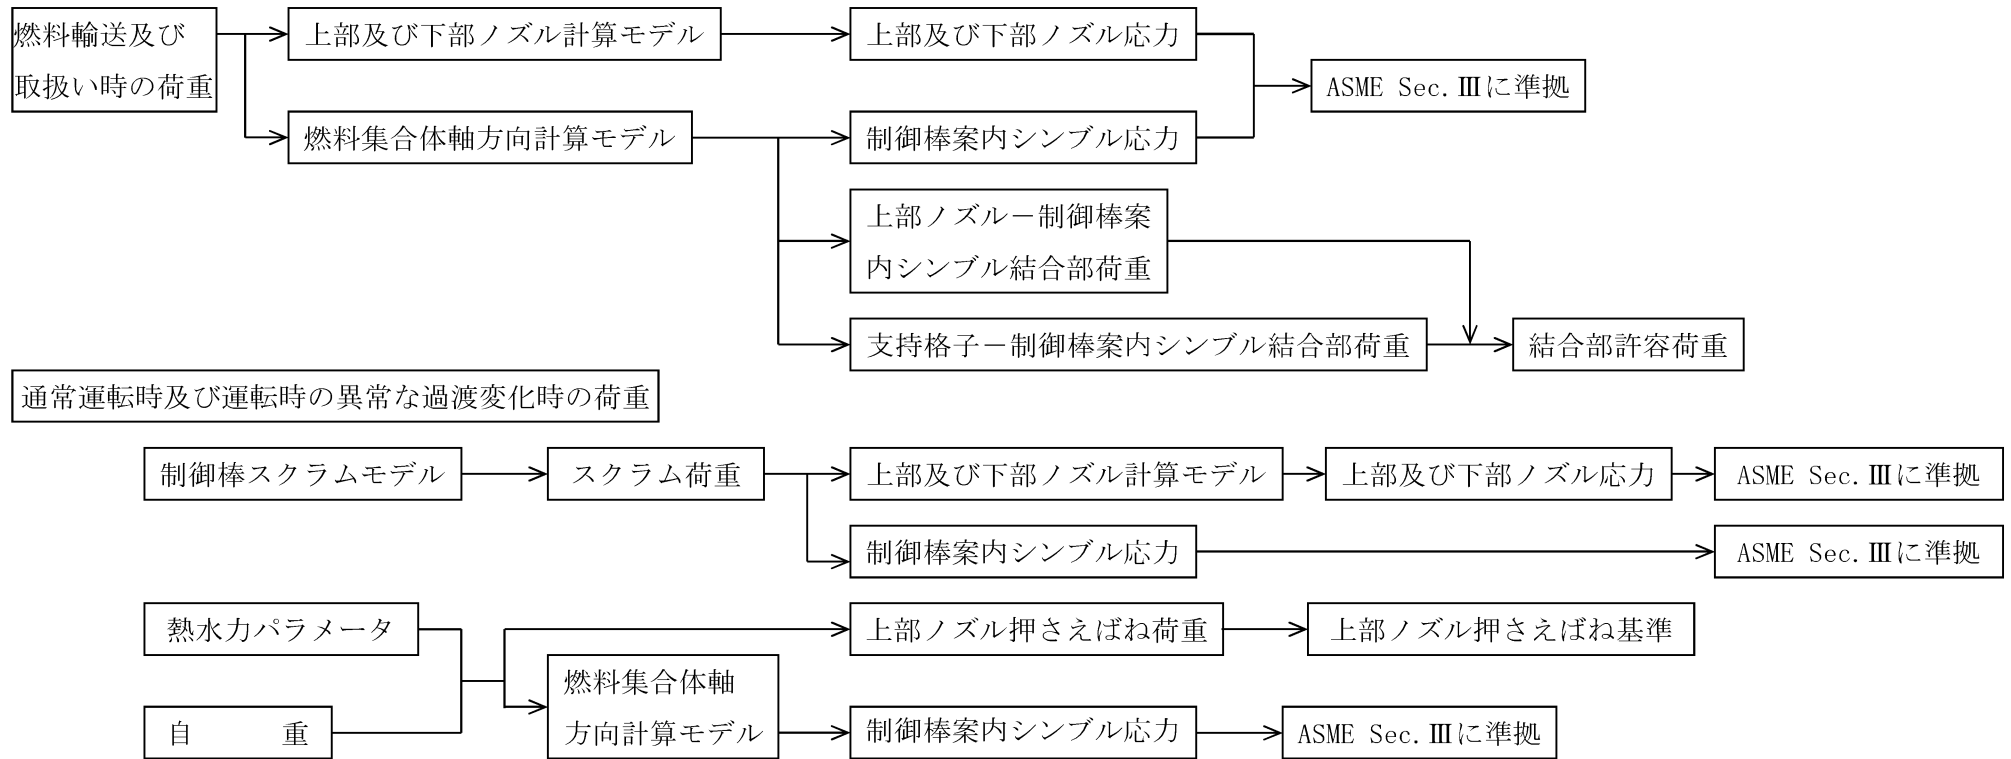 燃料輸送及び
取扱い時の荷重
上部及び下部ノズル計算モデル
上部及び下部ノズル応力
ASME Sec.Ⅲに準拠
燃料集合体軸方向計算モデル
制御棒案内シンブル応力
上部ノズル－制御棒案
内シンブル結合部荷重
支持格子－制御棒案内シンブル結合部荷重
結合部許容荷重
通常運転時及び運転時の異常な過渡変化時の荷重
制御棒スクラムモデル
スクラム荷重
上部及び下部ノズル計算モデル
上部及び下部ノズル応力
ASME Sec.Ⅲに準拠
制御棒案内シンブル応力
ASME Sec.Ⅲに準拠
熱水力パラメータ
上部ノズル押さえばね荷重
上部ノズル押さえばね基準
燃料集合体軸
方向計算モデル
自　　　重
制御棒案内シンブル応力
ASME Sec.Ⅲに準拠